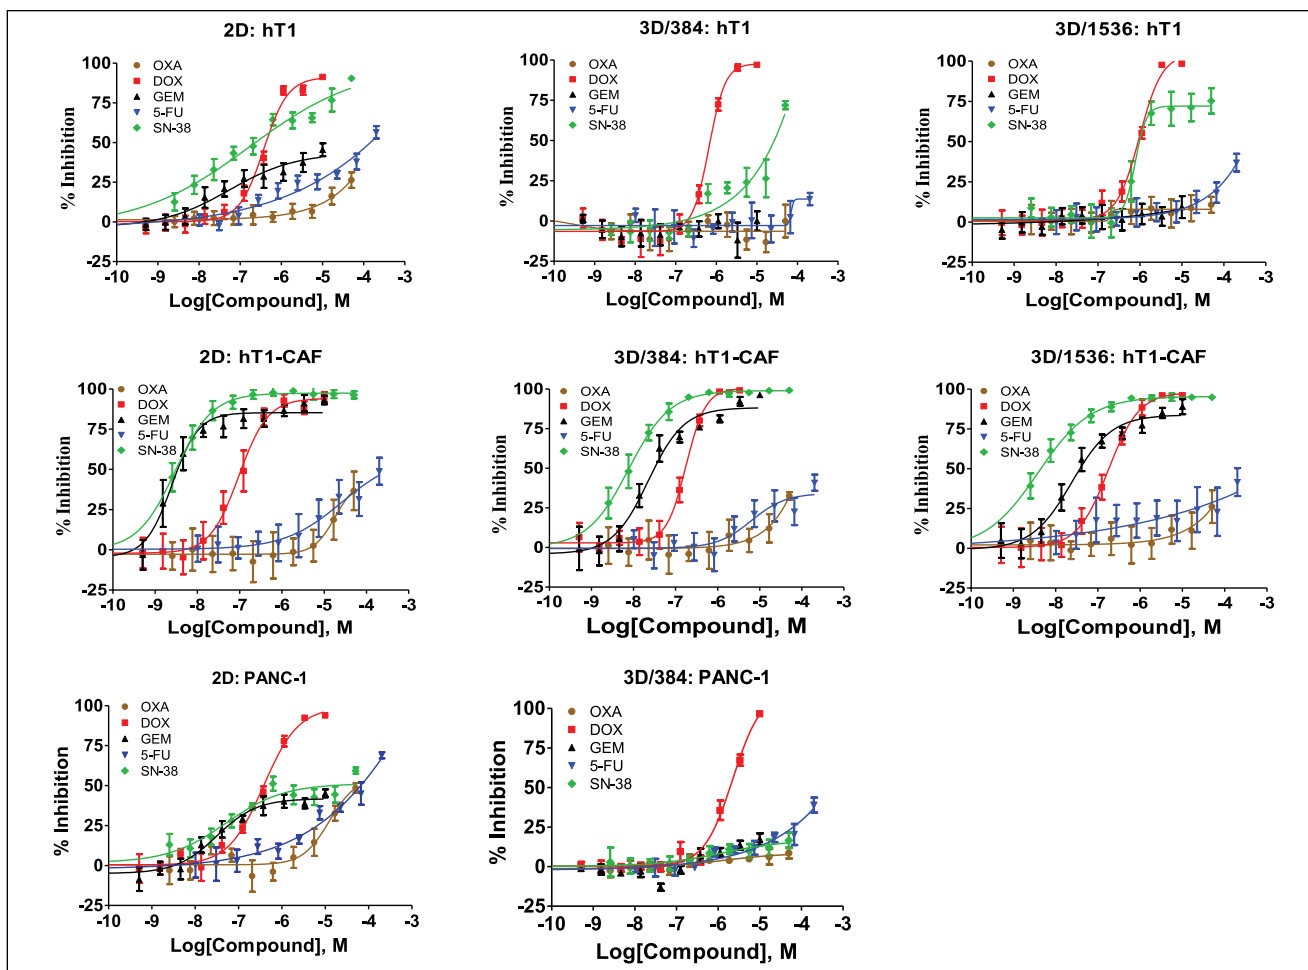 2D: hT1
% Inhibition
100
75
50
25
0
-25
OXA
DOX
GEM
5-FU
SN-38
-10 -9 -8 -7 -6 -5 -4 -3
Log[Compound], M
3D/384: hT1
% Inhibition
100
75
50
25
0
-25
OXA
DOX
GEM
5-FU
SN-38
-10 -9 -8 -7 -6 -5 -4 -3
Log[Compound], M
3D/1536: hT1
% Inhibition
100
75
50
25
0
-25
OXA
DOX
GEM
5-FU
SN-38
-10 -9 -8 -7 -6 -5 -4 -3
Log[Compound], M
2D: hT1-CAF
% Inhibition
100
75
50
25
0
-25
OXA
DOX
GEM
5-FU
SN-38
-10 -9 -8 -7 -6 -5 -4 -3
Log[Compound], M
3D/384: hT1-CAF
% Inhibition
100
75
50
25
0
-25
OXA
DOX
GEM
5-FU
SN-38
-10 -9 -8 -7 -6 -5 -4 -3
Log[Compound], M
3D/1536: hT1-CAF
% Inhibition
100
75
50
25
0
-25
OXA
DOX
GEM
5-FU
SN-38
-10 -9 -8 -7 -6 -5 -4 -3
Log[Compound], M
2D: PANC-1
% Inhibition
100
75
50
25
0
-25
OXA
DOX
GEM
5-FU
SN-38
-10 -9 -8 -7 -6 -5 -4 -3
Log[Compound], M
3D/384: PANC-1
% Inhibition
100
75
50
25
0
-25
OXA
DOX
GEM
5-FU
SN-38
-10 -9 -8 -7 -6 -5 -4 -3
Log[Compound], M